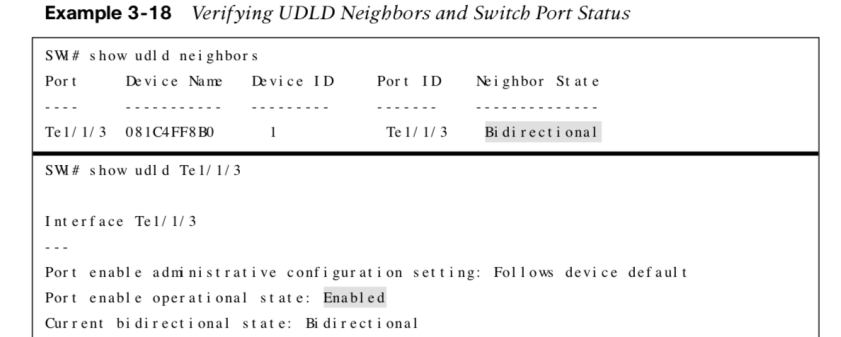 Example 3-18 Verifying UDLD Neighbors and Switch Port Status
SW1# show udld neighbors
Port Device Name Device ID Port ID Neighbor State
---- ----------- --------- ------- --------------
Te1/1/3 081C4FF8B0 1 Te1/1/3 Bidirectional
SW1# show udld Te1/1/3
Interface Te1/1/3
---
Port enable administrative configuration setting: Follows device default
Port enable operational state: Enabled
Current bidirectional state: Bidirectional